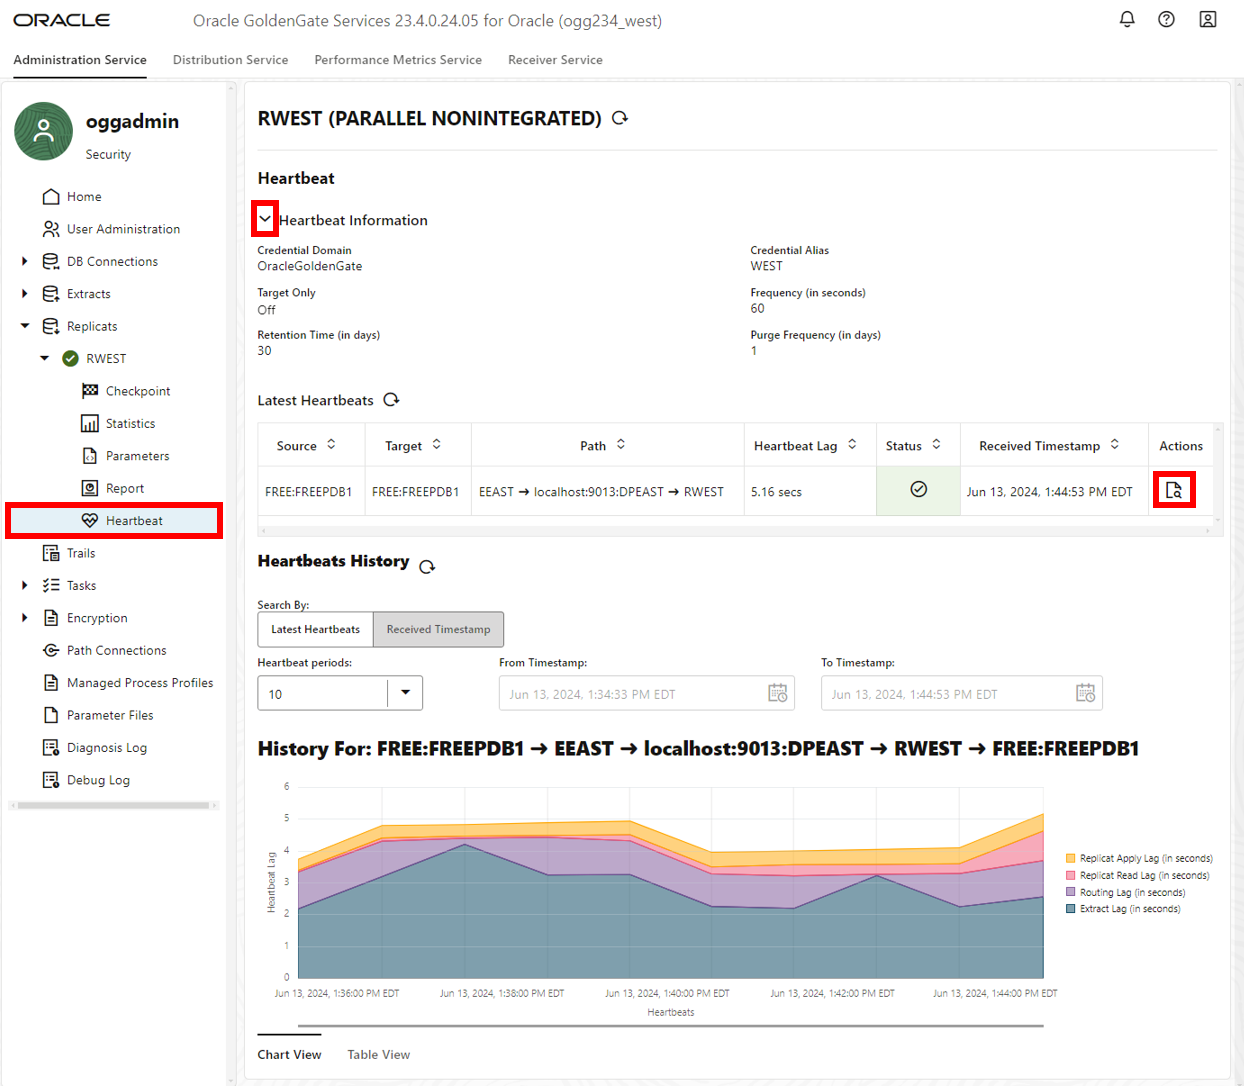 ORACLE
Oracle GoldenGate Services 23.4.0.24.05 for Oracle (ogg234_west)
Administration Service
Distribution Service
Performance Metrics Service
Receiver Service
oggadmin
Security
Home
User Administration
DB Connections
Extracts
Replicats
RWEST
Checkpoint
Statistics
Parameters
Report
Heartbeat
Trails
Tasks
Encryption
Path Connections
Managed Process Profiles
Parameter Files
Diagnosis Log
Debug Log
RWEST (PARALLEL NONINTEGRATED)
Heartbeat
Heartbeat Information
Credential Domain
OracleGoldenGate
Credential Alias
WEST
Target Only
Off
Frequency (in seconds)
60
Retention Time (in days)
30
Purge Frequency (in days)
1
Latest Heartbeats
Source Target Path Heartbeat Lag Status Received Timestamp Actions
FREE:FREEPDB1 FREE:FREEPDB1 EEAST → localhost:9013:DPEAST → RWEST 5.16 secs Jun 13, 2024, 1:44:53 PM EDT
Heartbeats History
Search By:
Latest Heartbeats Received Timestamp
Heartbeat periods:
10
From Timestamp:
Jun 13, 2024, 1:34:33 PM EDT
To Timestamp:
Jun 13, 2024, 1:44:53 PM EDT
History For: FREE:FREEPDB1 → EEAST → localhost:9013:DPEAST → RWEST → FREE:FREEPDB1
6
5
4
3
2
1
0
Heartbeat Lag
Jun 13, 2024, 1:36:00 PM EDT
Jun 13, 2024, 1:38:00 PM EDT
Jun 13, 2024, 1:40:00 PM EDT
Jun 13, 2024, 1:42:00 PM EDT
Jun 13, 2024, 1:44:00 PM EDT
Heartbeats
Replicat Apply Lag (in seconds)
Replicat Read Lag (in seconds)
Routing Lag (in seconds)
Extract Lag (in seconds)
Chart View
Table View